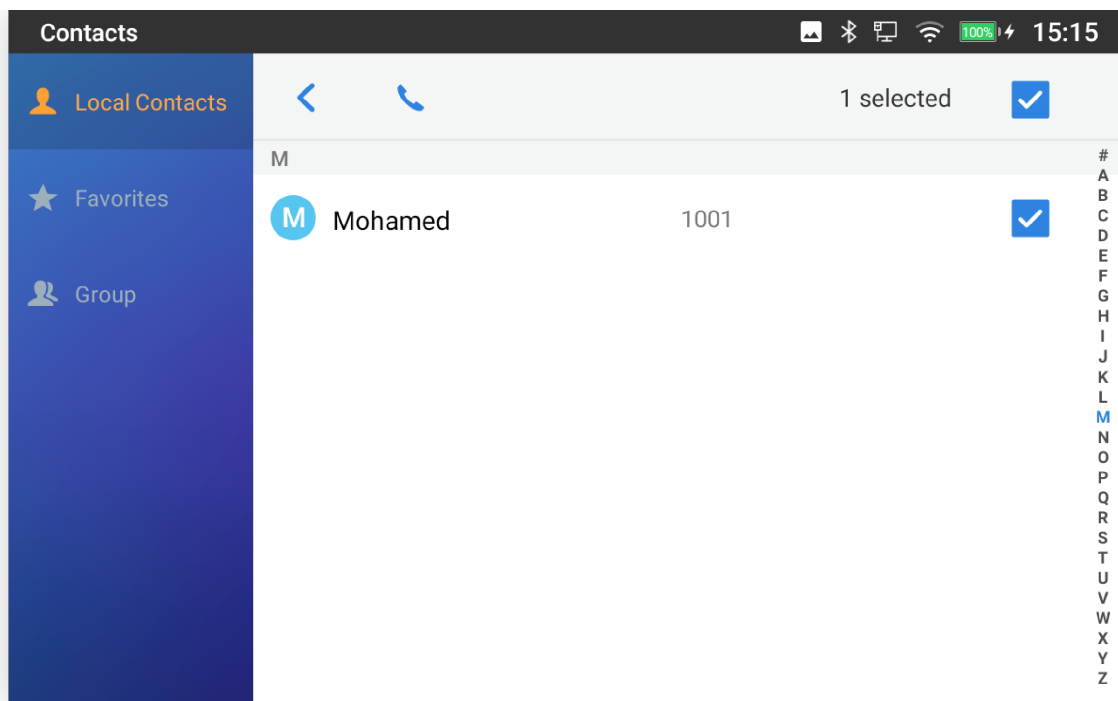 Contacts
100%
15:15
Local Contacts
Favorites
Group
1 selected
M
M
Mohamed
1001
#
A
B
C
D
E
F
G
H
I
J
K
L
M
N
O
P
Q
R
S
T
U
V
W
X
Y
Z